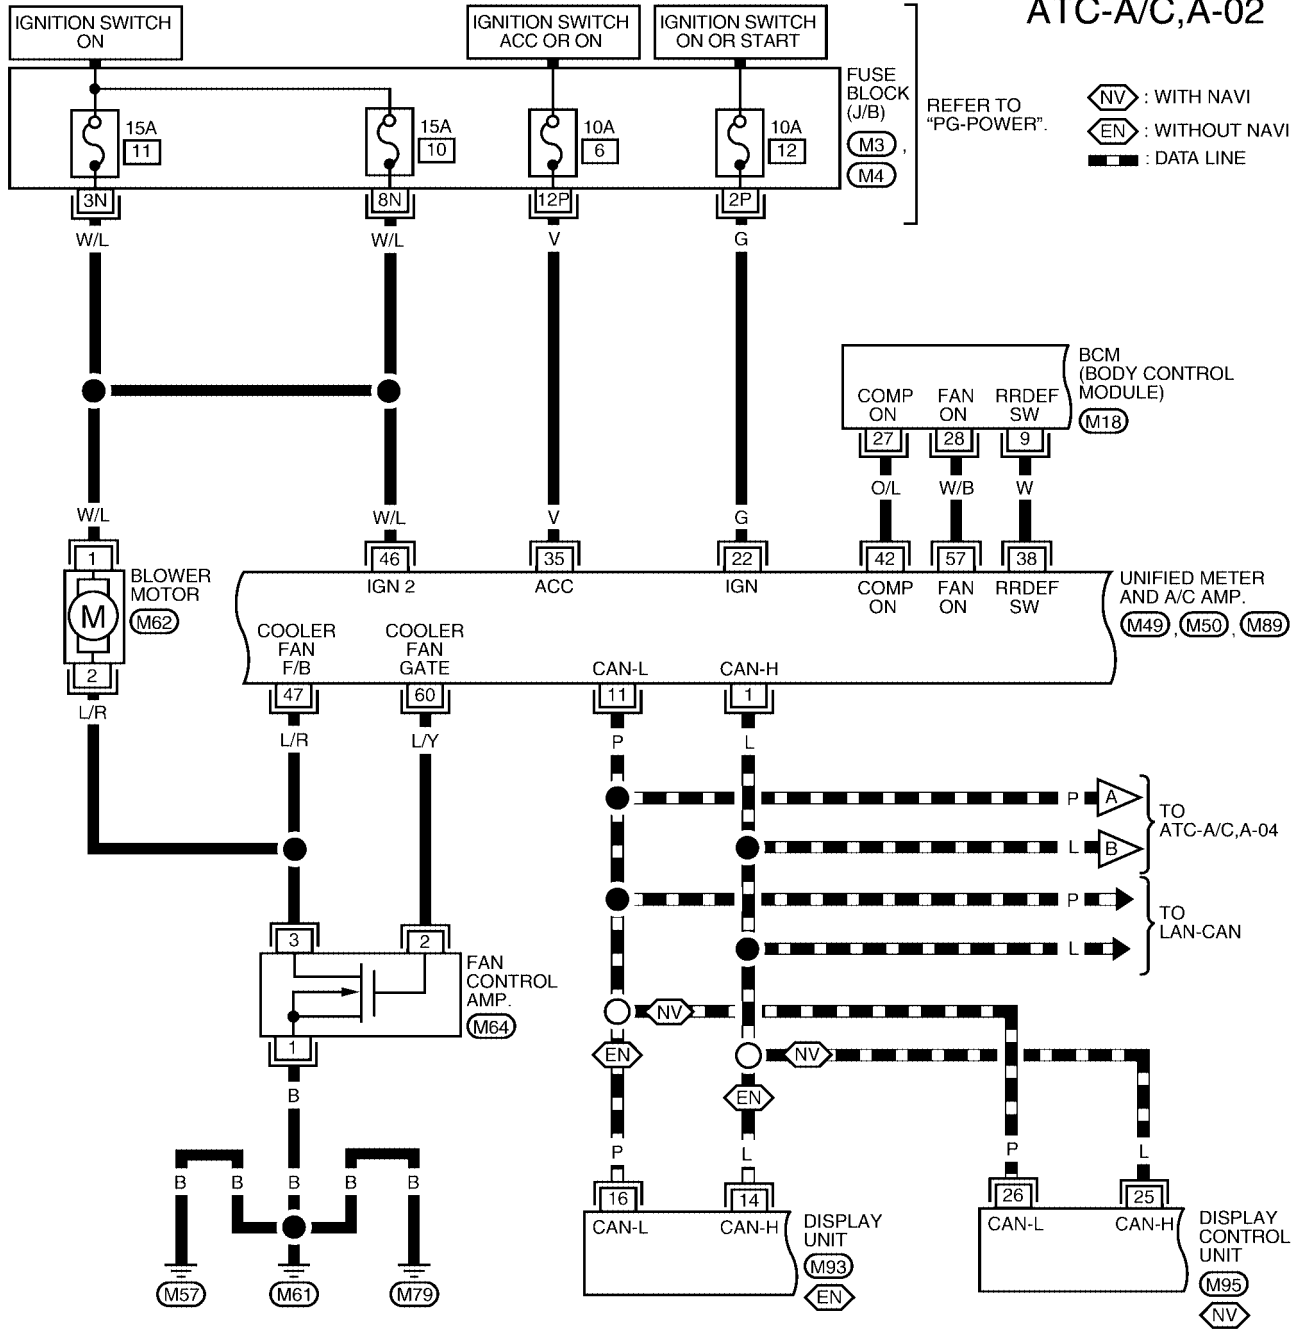 ATC-A/C,A-02
IGNITION SWITCH
ON
IGNITION SWITCH
ACC OR ON
IGNITION SWITCH
ON OR START
FUSE
BLOCK
(J/B)
M3 ,
M4
REFER TO
"PG-POWER".
NV : WITH NAVI
EN : WITHOUT NAVI
: DATA LINE
15A
11
15A
10
10A
6
10A
12
3N
8N
12P
2P
W/L
W/L
V
G
BCM
(BODY CONTROL
MODULE)
M18
COMP
ON
FAN
ON
RRDEF
SW
27
28
9
O/L
W/B
W
W/L
W/L
V
G
1
46
35
22
42
57
38
BLOWER
MOTOR
M62
M
2
L/R
IGN 2
ACC
IGN
COMP
ON
FAN
ON
RRDEF
SW
UNIFIED METER
AND A/C AMP.
M49 , M50 , M89
COOLER
FAN
F/B
COOLER
FAN
GATE
CAN-L
CAN-H
47
60
11
1
L/R
L/Y
P
L
P
A
L
B
TO
ATC-A/C,A-04
P
L
TO
LAN-CAN
3
2
FAN
CONTROL
AMP.
M64
1
B
NV
EN
NV
EN
B
B
B
B
B
M57
M61
M79
P
L
P
L
16
14
26
25
CAN-L
CAN-H
DISPLAY
UNIT
M93
EN
CAN-L
CAN-H
DISPLAY
CONTROL
UNIT
M95
NV